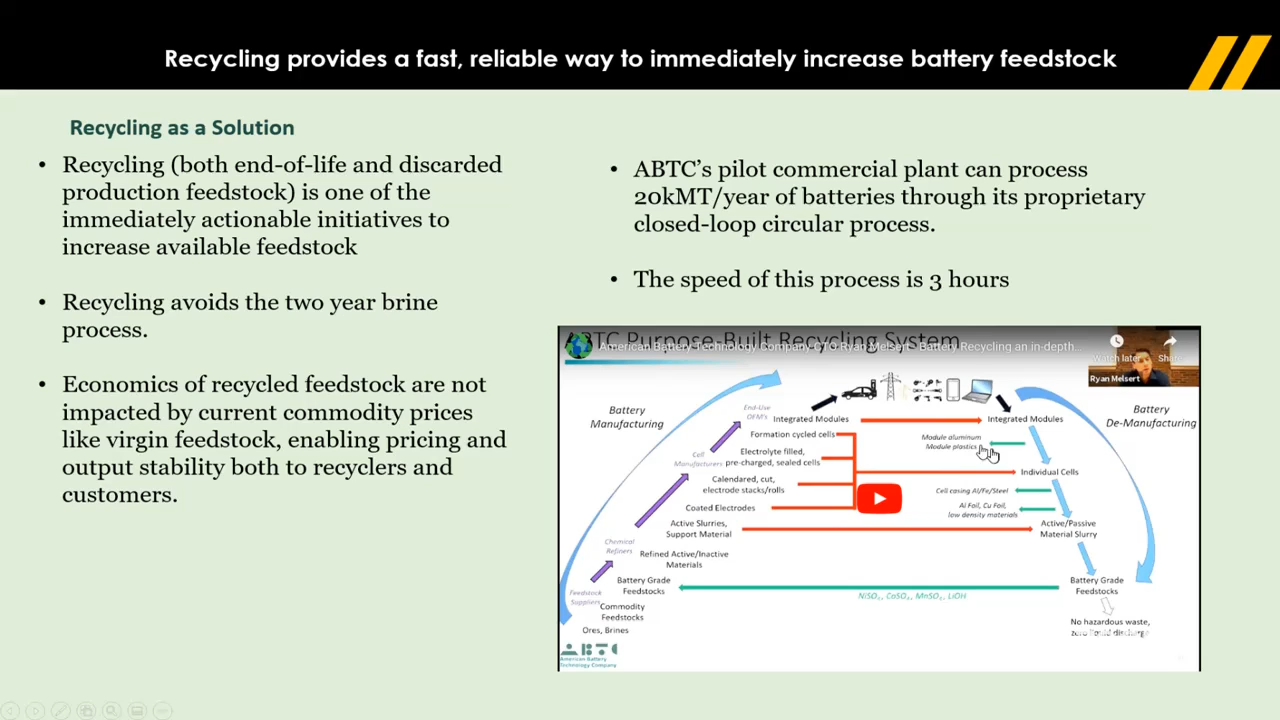 Recycling provides a fast, reliable way to immediately increase battery feedstock
Recycling as a Solution
• Recycling (both end-of-life and discarded
production feedstock) is one of the
immediately actionable initiatives to
increase available feedstock
• Recycling avoids the two year brine
process.
• Economics of recycled feedstock are not
impacted by current commodity prices
like virgin feedstock, enabling pricing and
output stability both to recyclers and
customers.
• ABTC’s pilot commercial plant can process
20kMT/year of batteries through its proprietary
closed-loop circular process.
• The speed of this process is 3 hours
ABTC Purpose-Built Recycling System
American Battery Technology Company CTO Ryan Melsert - Battery Recycling an in-depth...
Watch later
Share
Ryan Melsert
Battery
Manufacturing
End-Use
OEM's
Integrated Modules
Formation cycled cells
Cell
Manufacturers
Electrolyte filled,
pre-charged, sealed cells
Calendared, cut,
electrode stacks/rolls
Coated Electrodes
Active Slurries,
Support Material
Chemical
Refiners
Refined Active/Inactive
Materials
Battery Grade
Feedstocks
Feedstock
Suppliers
Commodity
Feedstocks
Ores, Brines
Battery
De-Manufacturing
Integrated Modules
Module aluminum
Module plastics
Individual Cells
Cell casing Al/Fe/Steel
Al Foil, Cu Foil,
low density materials
Active/Passive
Material Slurry
Battery Grade
Feedstocks
NiSO₄, CoSO₄, MnSO₄, LiOH
No hazardous waste,
zero liquid discharge
American Battery
Technology Company